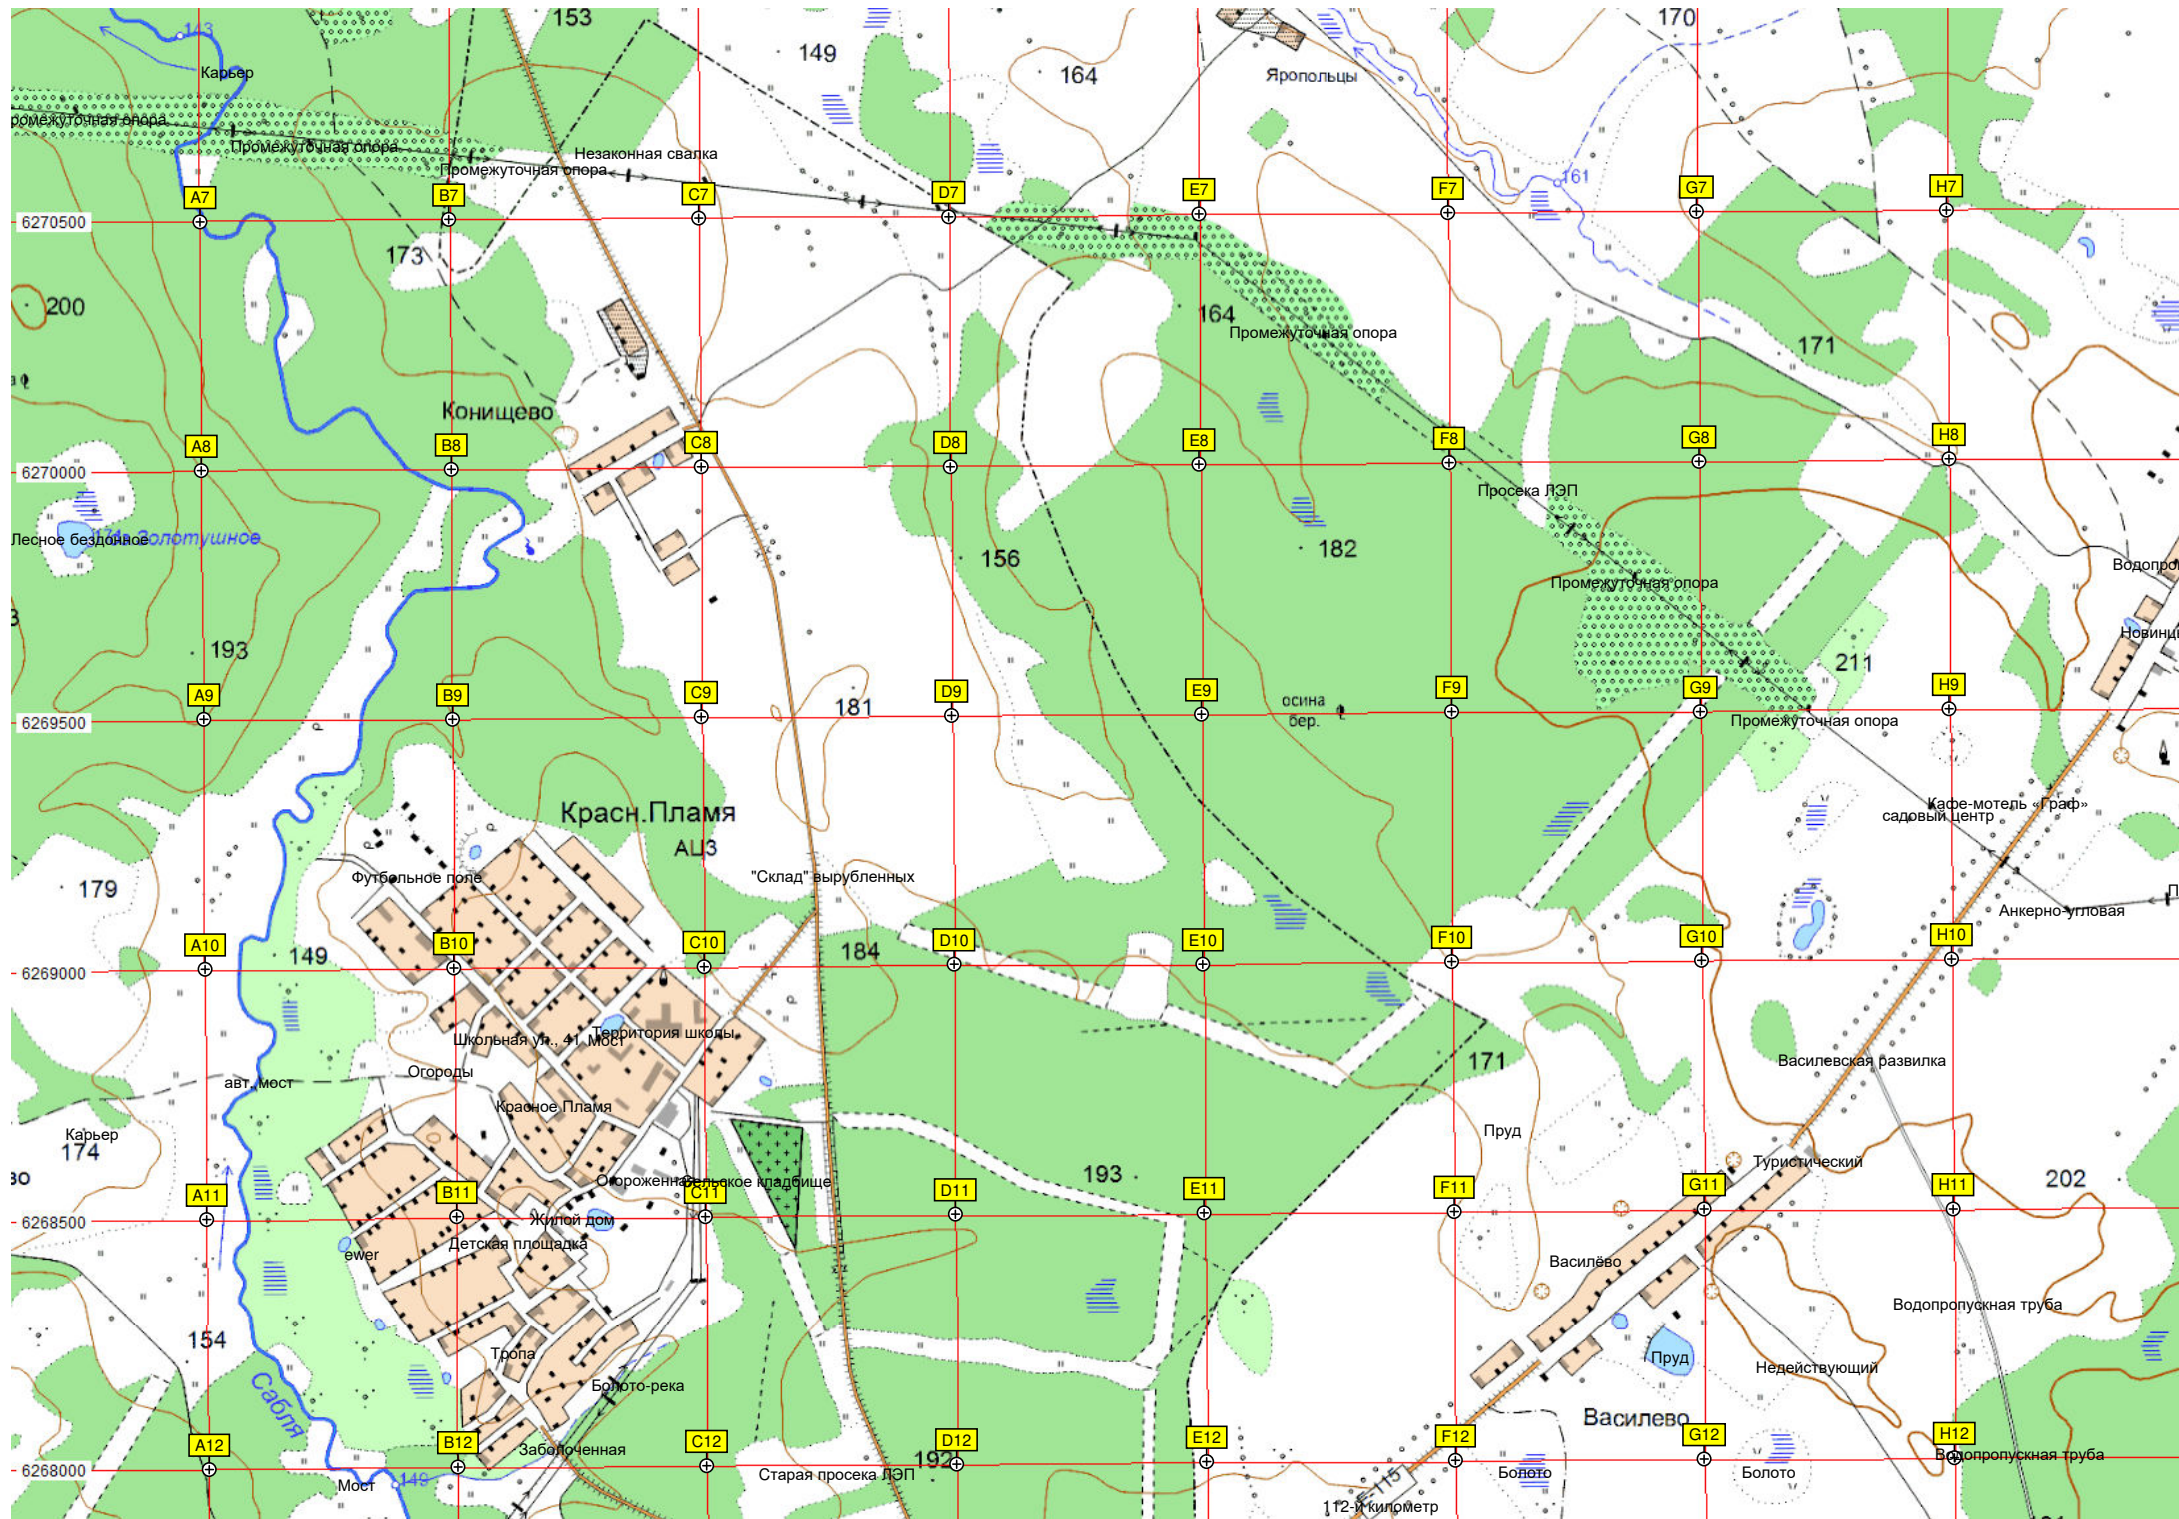 153
170
143
149
164
Яропольцы
Карьер
ромежуточная опора
Промежуточная опора
Незаконная свалка
Промежуточная опора
161
A7
B7
C7
D7
E7
F7
G7
H7
6270500
173
200
164
Промежуточная опора
171
Конищево
A8
B8
C8
D8
E8
F8
G8
H8
6270000
Просека ЛЭП
Лесное бездонное
182
156
Водопро
Промежуточная опора
Новинц
193
211
A9
B9
C9
D9
E9
F9
G9
H9
осина
бер.
181
6269500
Промежуточная опора
Красн.Пламя
АЦЗ
Кафе-мотель «Граф»
садовый центр
Футбольное поле
"Склад" вырубленных
179
П
Анкерно-угловая
A10
B10
C10
D10
E10
F10
G10
H10
149
184
6269000
Школьная ул., 41
Мост
Территория школы,
Василевская развилка
171
Огороды
авт. мост
Красное Пламя
Карьер
174
Пруд
Туристический
193
202
во
Огороженна
Сельское кладбище
A11
B11
C11
D11
E11
F11
G11
H11
6268500
Жилой дом
Детская площадка
ewer
Василёво
Водопропускная труба
154
Тропа
Пруд
Недействующий
Болото-река
Сабля
Василево
A12
B12
C12
D12
E12
F12
G12
H12
Заболоченная
192
Водопропускная труба
6268000
Мост
149
Старая просека ЛЭП
Болото
Болото
Е-115
112-й километр